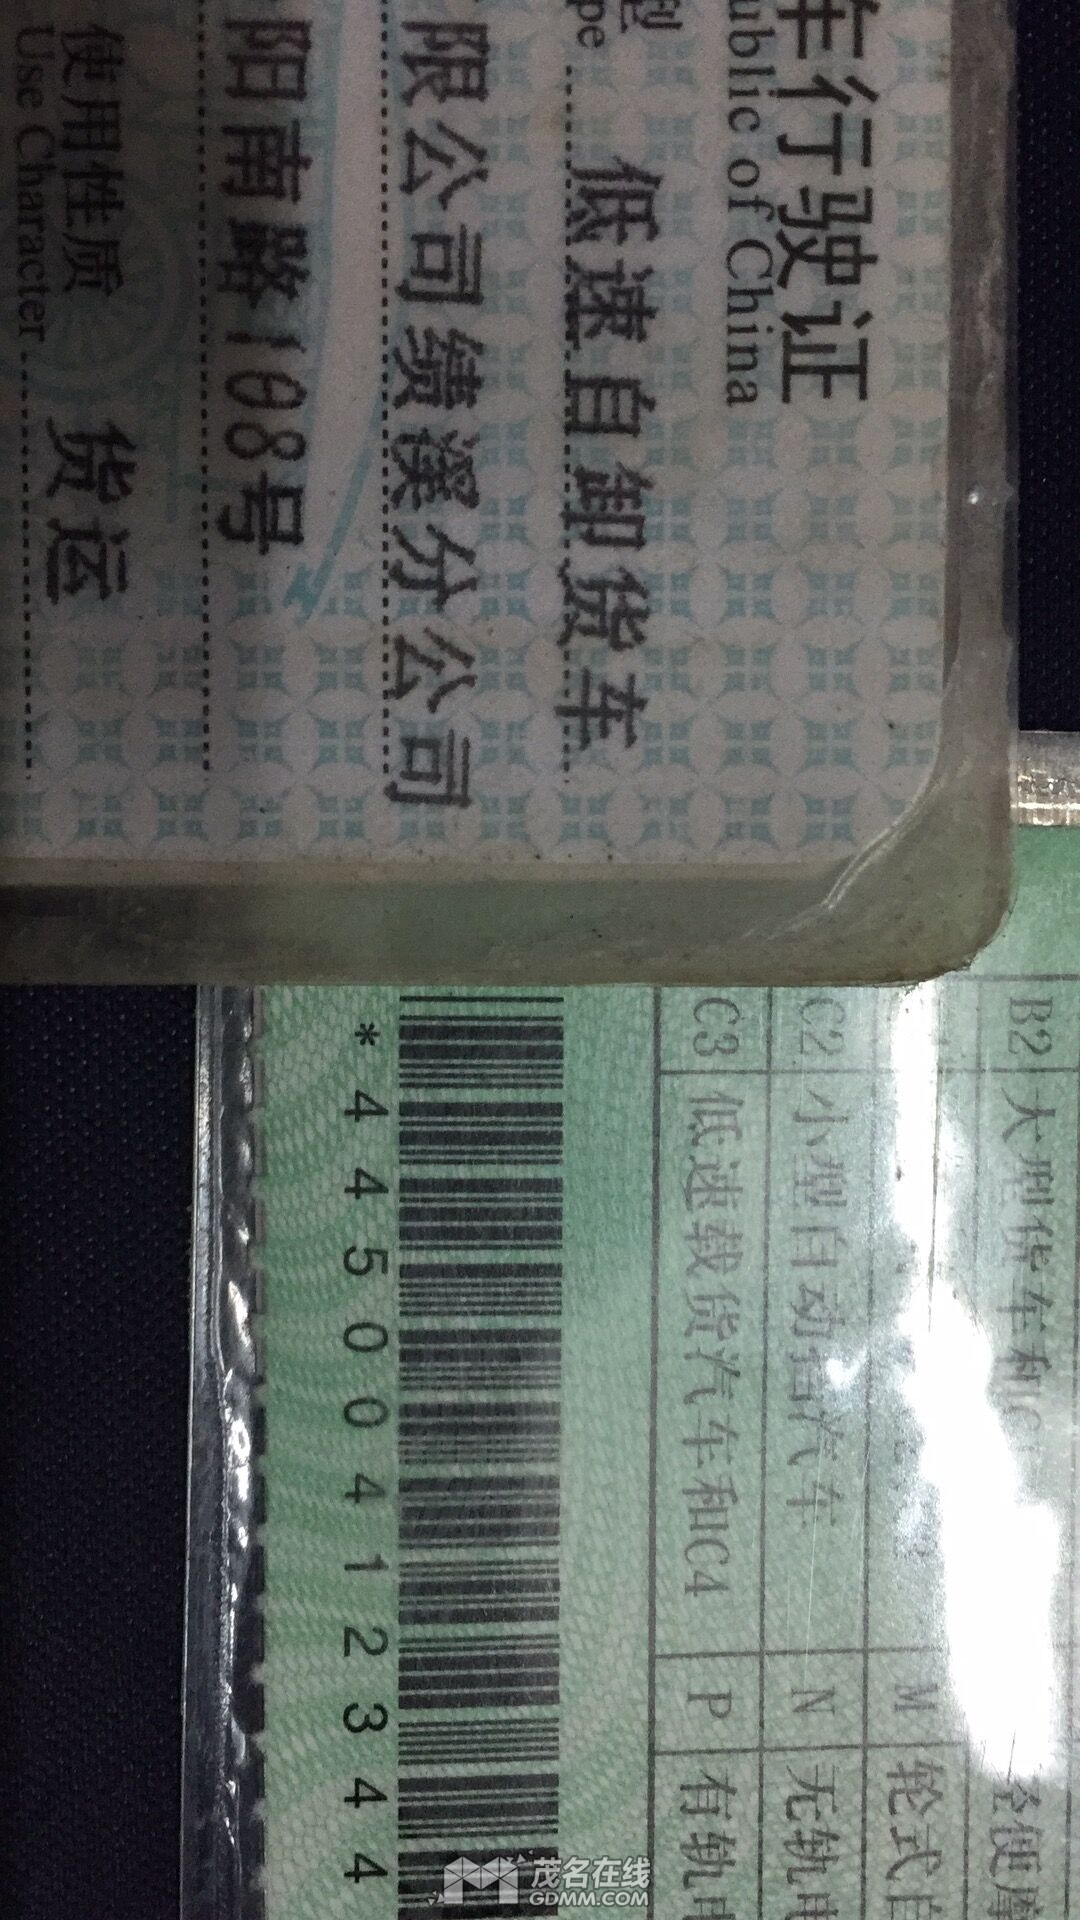 车行驶证
ublic of China
型 低速自卸货车
pe
限公司绩溪分公司
阳南路108号
使用性质 货运
Use Character
B2 大型货车和C
M
C2 小型自动挡汽车 N 无轨电
轮式自
C3 低速载货汽车和C4 P 有轨电
*44500412344
茂名在线
GDMM.COM